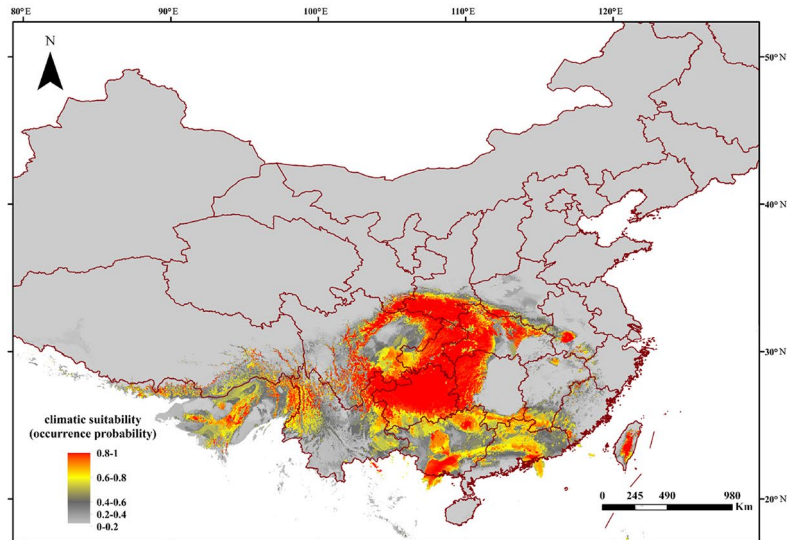 80°E 90°E 100°E 110°E 120°E
N
50°N
40°N
30°N
20°N
climatic suitability
(occurrence probability)
0.8-1
0.6-0.8
0.4-0.6
0.2-0.4
0-0.2
0 245 490 980
Km